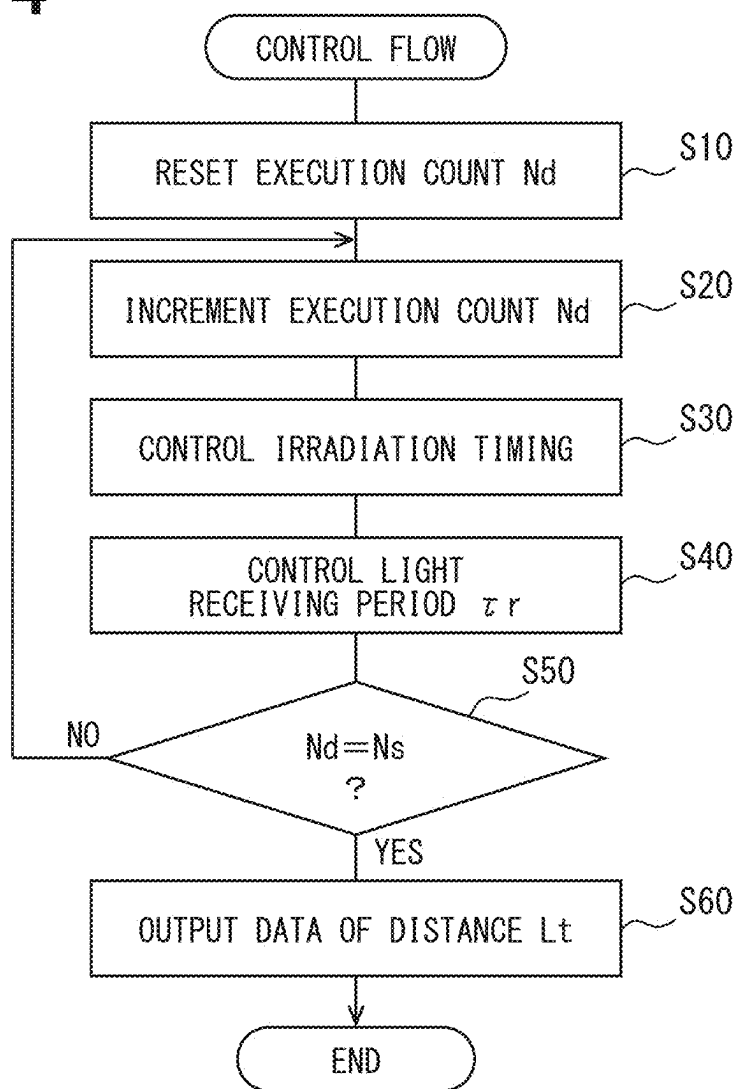 CONTROL FLOW
RESET EXECUTION COUNT Nd
S10
INCREMENT EXECUTION COUNT Nd
S20
CONTROL IRRADIATION TIMING
S30
CONTROL LIGHT
RECEIVING PERIOD τr
S40
S50
Nd=Ns
?
NO
YES
OUTPUT DATA OF DISTANCE Lt
S60
END